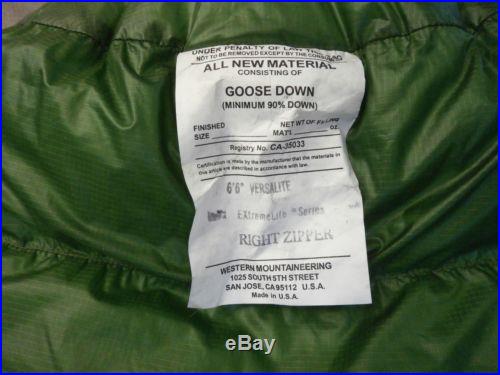 UNDER PENALTY OF LAW THIS TAG
NOT TO BE REMOVED EXCEPT BY THE CONSUMER
ALL NEW MATERIAL
CONSISTING OF
GOOSE DOWN
(MINIMUM 90% DOWN)
FINISHED
SIZE
NET WT OF FILLING
MAT'L
oz.
Registry No. CA-35033
Certification is made by the manufacturer that the materials in
this article are described in accordance with law.
6'6" VERSALITE
EXtremeLite Series
RIGHT ZIPPER
WESTERN MOUNTAINEERING
1025 SOUTH 5TH STREET
SAN JOSE, CA95112 U.S.A.
Made in U.S.A.
ebay